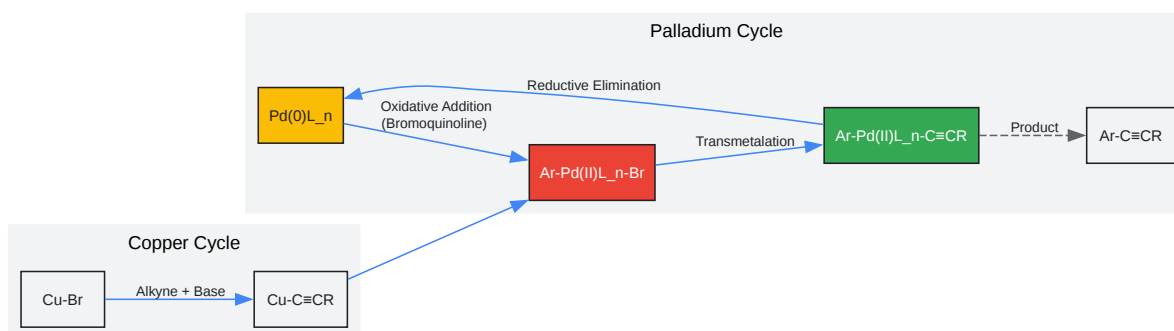 Palladium Cycle
Reductive Elimination
Pd(0)L_n
Oxidative Addition
(Bromoquinoline)
Ar-Pd(II)L_n-Br
Transmetalation
Ar-Pd(II)L_n-C≡CR
Product
Ar-C≡CR
Copper Cycle
Cu-Br
Alkyne + Base
Cu-C≡CR